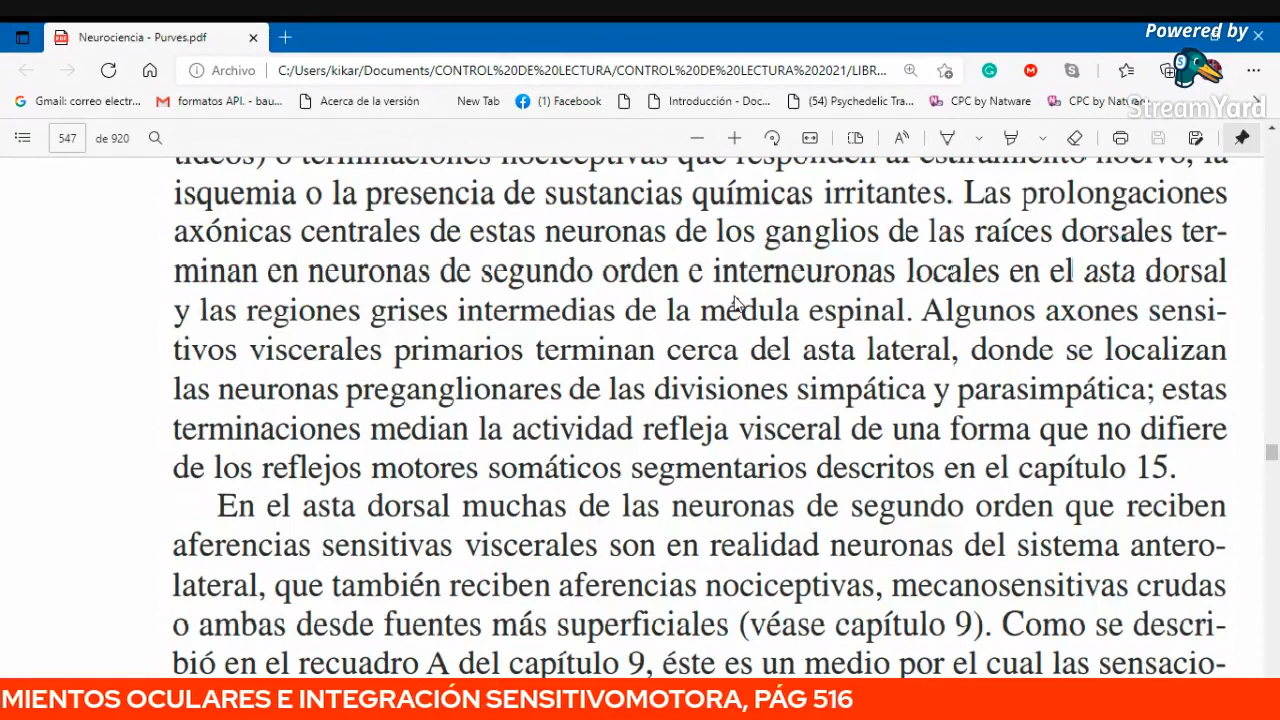 Powered by
Neurociencia - Purves.pdf
Archivo
C:/Users/kikar/Documents/CONTROL%20DE%20LECTURA/CONTROL%20DE%20LECTURA%202021/LIBR...
StreamYard
Gmail: correo electr...
formatos API. - bau...
Acerca de la versión
New Tab
(1) Facebook
Introducción - Doc...
(54) Psychedelic Tra...
CPC by Natware
CPC by Natware
547 de 920
ticos) o terminaciones nociceptivas que responden al estiramiento nocivo, la
isquemia o la presencia de sustancias químicas irritantes. Las prolongaciones
axónicas centrales de estas neuronas de los ganglios de las raíces dorsales ter-
minan en neuronas de segundo orden e interneuronas locales en el asta dorsal
y las regiones grises intermedias de la médula espinal. Algunos axones sensi-
tivos viscerales primarios terminan cerca del asta lateral, donde se localizan
las neuronas preganglionares de las divisiones simpática y parasimpática; estas
terminaciones median la actividad refleja visceral de una forma que no difiere
de los reflejos motores somáticos segmentarios descritos en el capítulo 15.
En el asta dorsal muchas de las neuronas de segundo orden que reciben
aferencias sensitivas viscerales son en realidad neuronas del sistema antero-
lateral, que también reciben aferencias nociceptivas, mecanosensitivas crudas
o ambas desde fuentes más superficiales (véase capítulo 9). Como se descri-
bió en el recuadro A del capítulo 9, éste es un medio por el cual las sensacio-
MIENTOS OCULARES E INTEGRACIÓN SENSITIVOMOTORA, PÁG 516